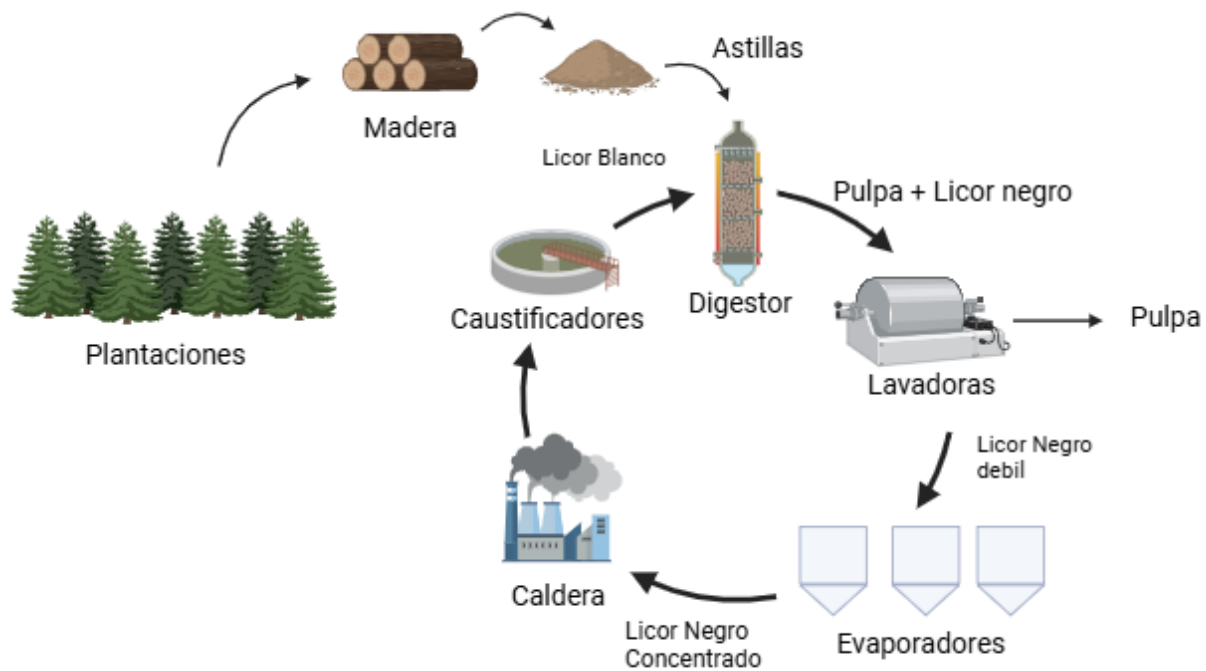 Astillas
Madera
Licor Blanco
Pulpa + Licor negro
Digestor
Caustificadores
Pulpa
Plantaciones
Lavadoras
Licor Negro
debil
Caldera
Licor Negro
Concentrado
Evaporadores